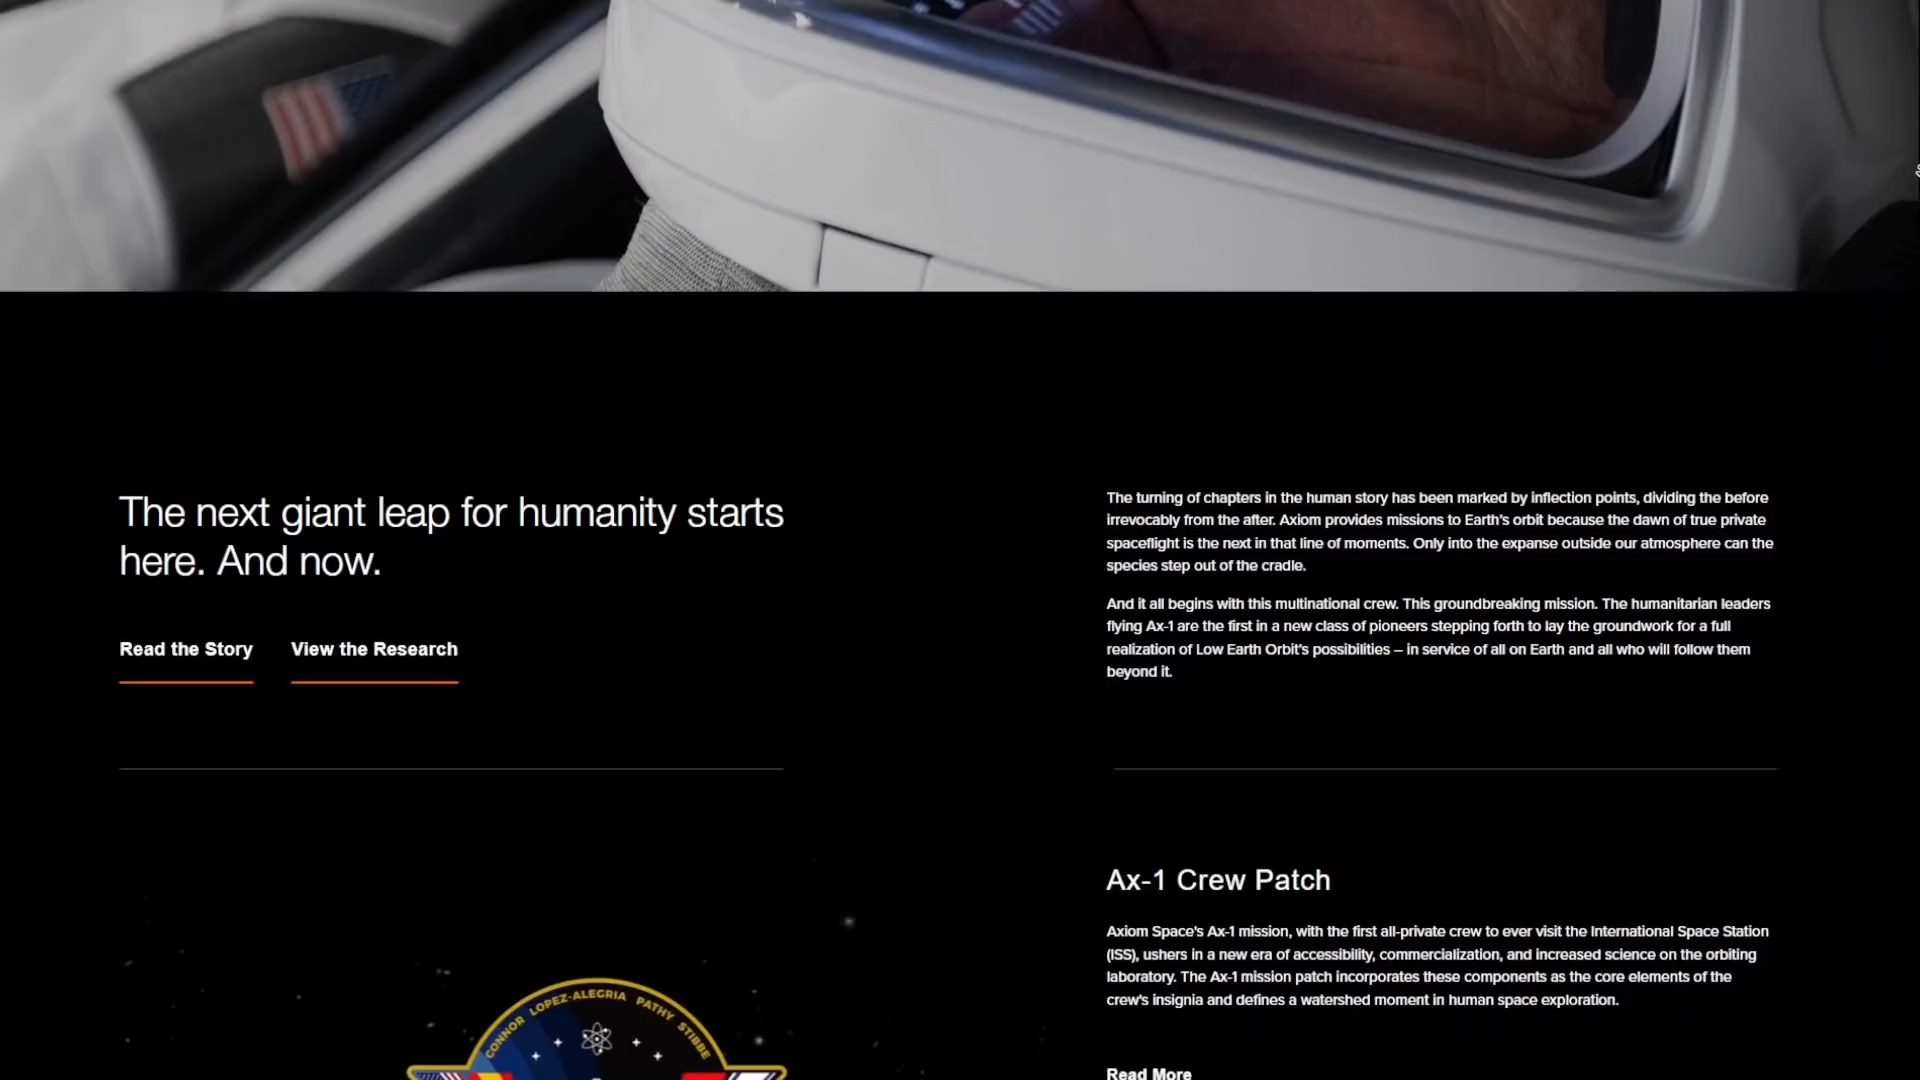 The next giant leap for humanity starts
here. And now.
Read the Story
View the Research
The turning of chapters in the human story has been marked by inflection points, dividing the before
irrevocably from the after. Axiom provides missions to Earth's orbit because the dawn of true private
spaceflight is the next in that line of moments. Only into the expanse outside our atmosphere can the
species step out of the cradle.
And it all begins with this multinational crew. This groundbreaking mission. The humanitarian leaders
flying Ax-1 are the first in a new class of pioneers stepping forth to lay the groundwork for a full
realization of Low Earth Orbit's possibilities – in service of all on Earth and all who will follow them
beyond it.
CONNOR LOPEZ-ALEGRIA PATHY STIBBE
Ax-1 Crew Patch
Axiom Space's Ax-1 mission, with the first all-private crew to ever visit the International Space Station
(ISS), ushers in a new era of accessibility, commercialization, and increased science on the orbiting
laboratory. The Ax-1 mission patch incorporates these components as the core elements of the
crew's insignia and defines a watershed moment in human space exploration.
Read More